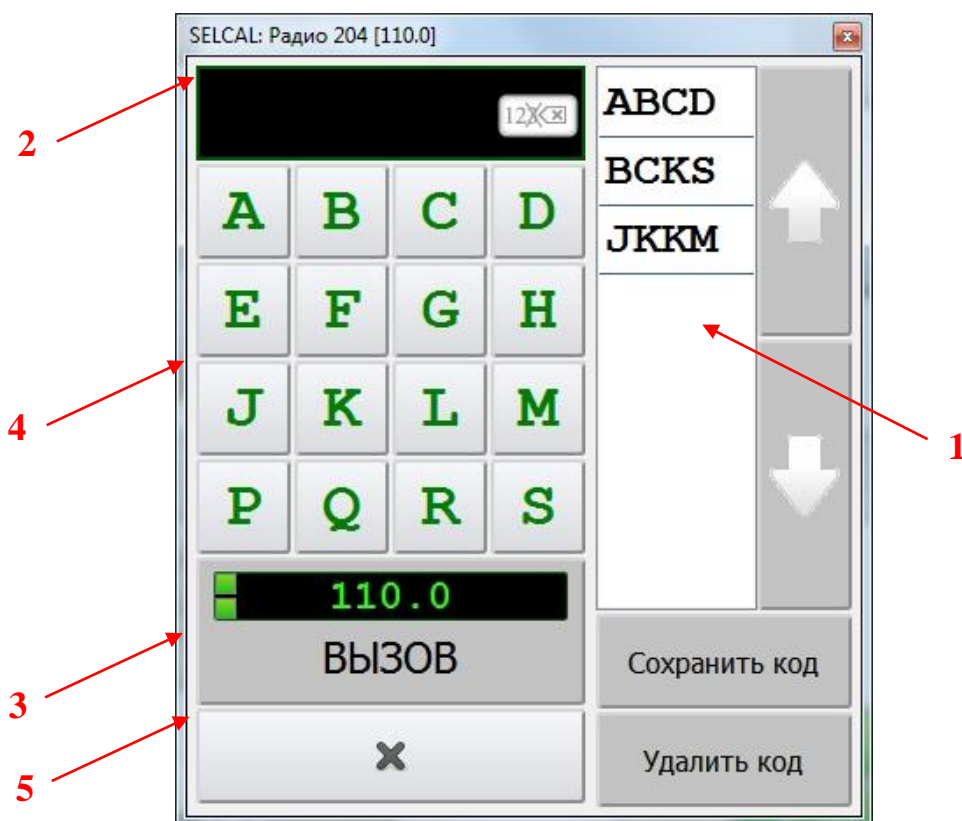 SELCAL: Радио 204 [110.0]
2
123
ABCD
BCKS
JKKM
A B C D
E F G H
J K L M
P Q R S
4
1
110.0
ВЫЗОВ
3
Сохранить код
5
Удалить код